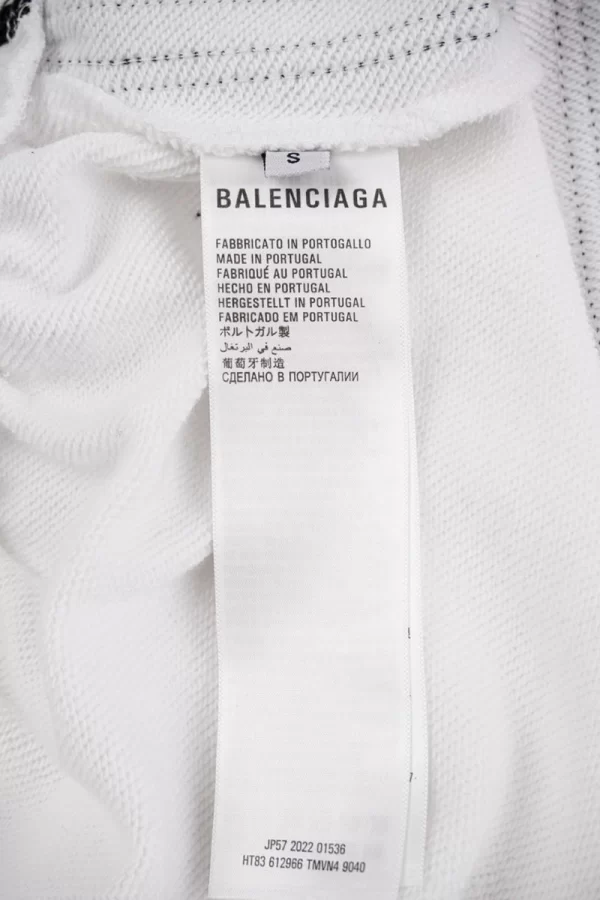 S
BALENCIAGA
FABBRICATO IN PORTOGALLO
MADE IN PORTUGAL
FABRIQUÉ AU PORTUGAL
HECHO EN PORTUGAL
HERGESTELLT IN PORTUGAL
FABRICADO EM PORTUGAL
ポルトガル製
صنع في البرتغال
葡萄牙制造
СДЕЛАНО В ПОРТУГАЛИИ
JP57 2022 01536
HT83 612966 TMVN4 9040